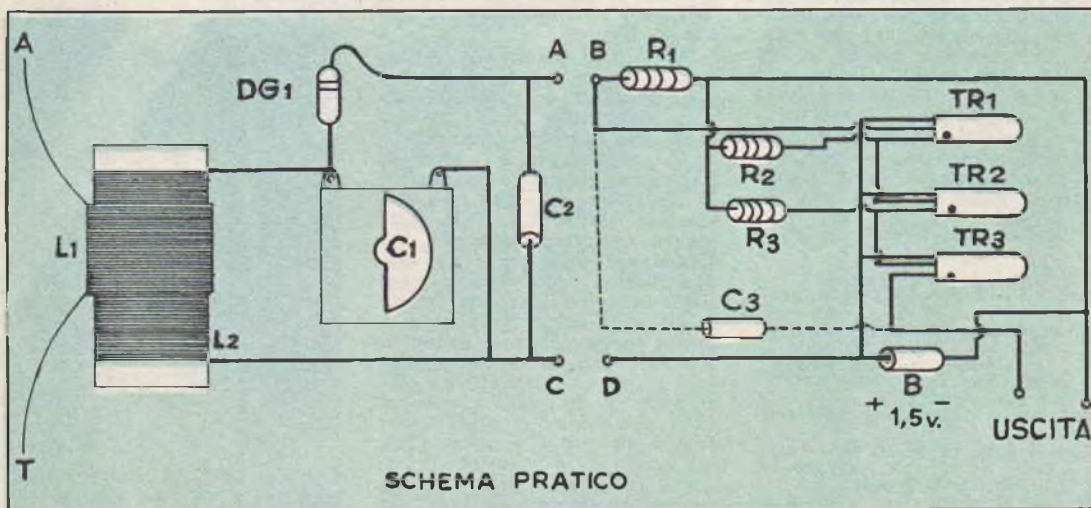 A
DG1
A B
R1
TR1
R2
TR2
C2
R3
C1
L1
TR3
C3
L2
C D
B
+ 1,5 v. -
USCITA
T
SCHEMA PRATICO